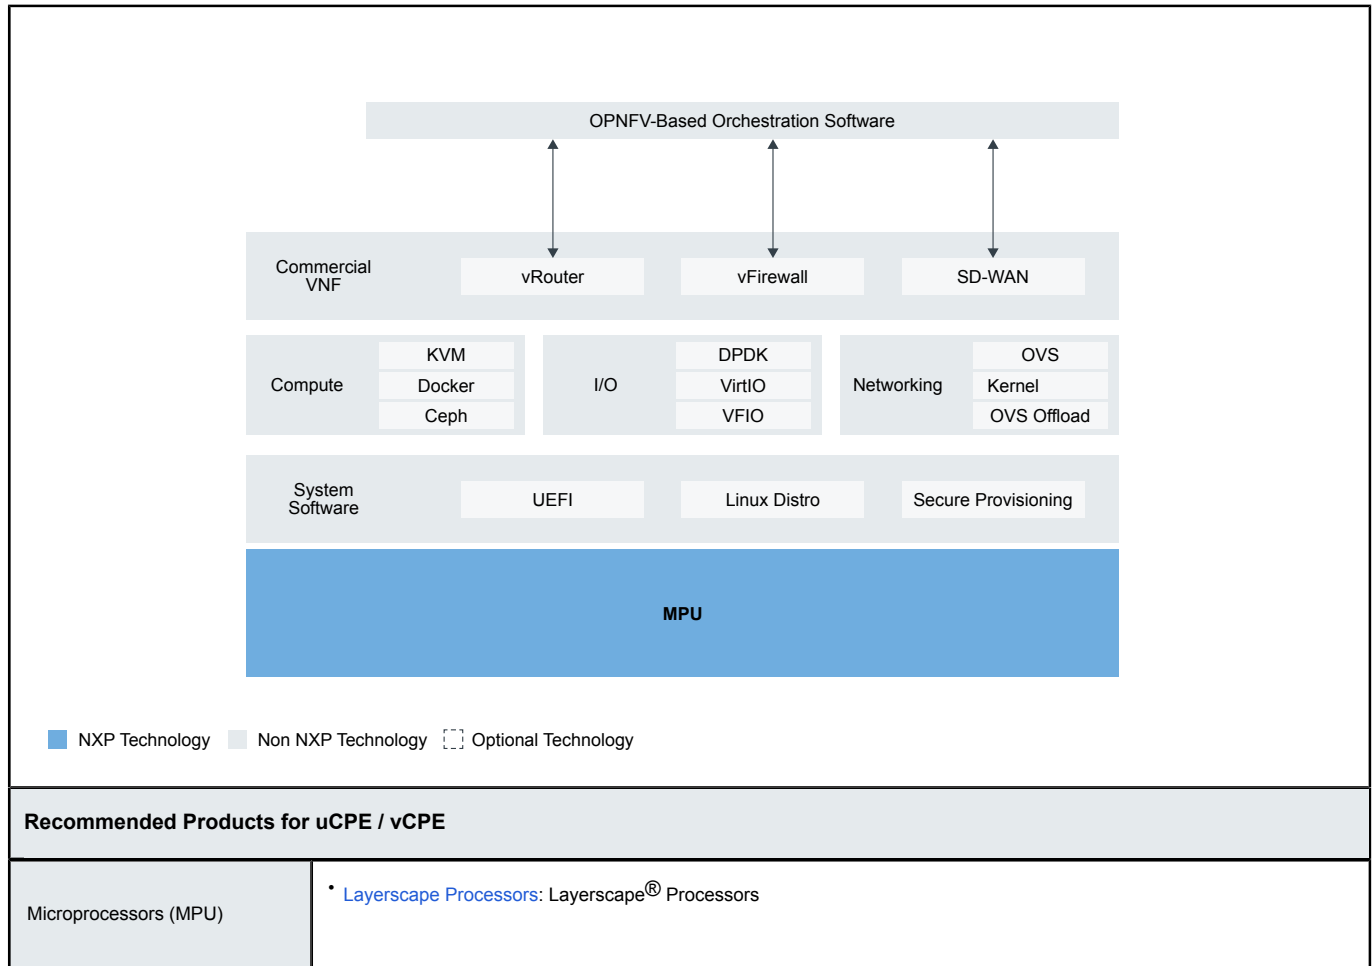 OPNFV-Based Orchestration Software
Commercial
VNF
vRouter
vFirewall
SD-WAN
Compute
KVM
Docker
Ceph
I/O
DPDK
VirtIO
VFIO
Networking
OVS
Kernel
OVS Offload
System
Software
UEFI
Linux Distro
Secure Provisioning
MPU
NXP Technology
Non NXP Technology
Optional Technology
Recommended Products for uCPE / vCPE
Microprocessors (MPU)
• Layerscape Processors: Layerscape® Processors